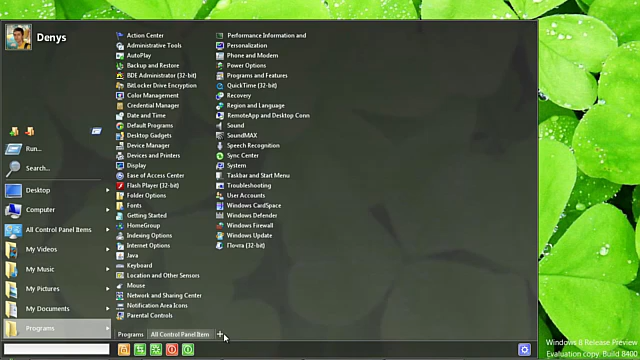 Denys
Run...
Search...
Desktop
Computer
All Control Panel Items
My Videos
My Music
My Pictures
My Documents
Programs
Action Center
Administrative Tools
AutoPlay
Backup and Restore
BDE Administrator (32-bit)
BitLocker Drive Encryption
Color Management
Credential Manager
Date and Time
Default Programs
Desktop Gadgets
Device Manager
Devices and Printers
Display
Ease of Access Center
Flash Player (32-bit)
Folder Options
Fonts
Getting Started
HomeGroup
Indexing Options
Internet Options
Java
Keyboard
Location and Other Sensors
Mouse
Network and Sharing Center
Notification Area Icons
Parental Controls
Performance Information and
Personalization
Phone and Modem
Power Options
Programs and Features
QuickTime (32-bit)
Recovery
Region and Language
RemoteApp and Desktop Conn
Sound
SoundMAX
Speech Recognition
Sync Center
System
Taskbar and Start Menu
Troubleshooting
User Accounts
Windows CardSpace
Windows Defender
Windows Firewall
Windows Update
Почта (32-bit)
Programs All Control Panel Item +
Windows 8 Release Preview
Evaluation copy. Build 8400